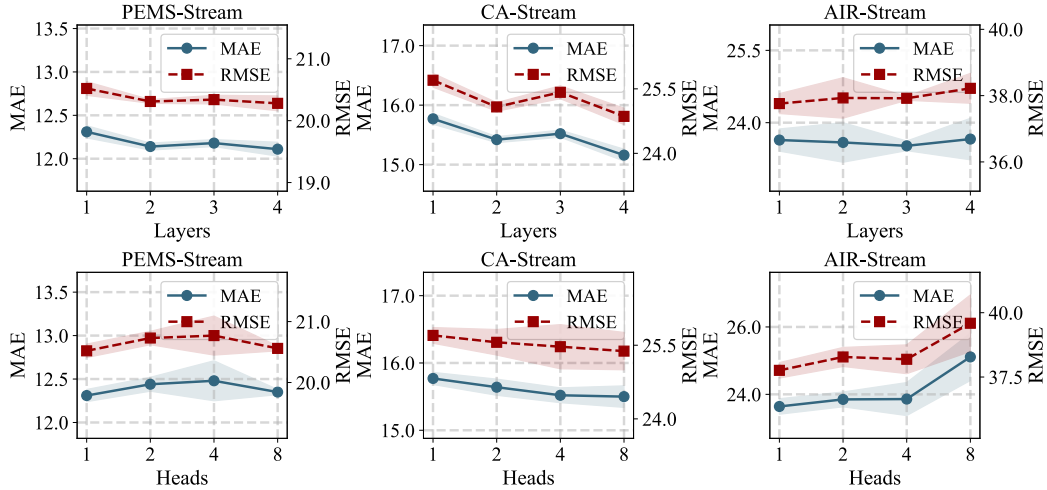 PEMS-Stream
CA-Stream
AIR-Stream
13.5
13.0
12.5
12.0
MAE
MAE
RMSE
21.0
20.0
19.0
RMSE
1 2 3 4
Layers
17.0
16.0
15.0
MAE
MAE
RMSE
25.5
24.0
RMSE
1 2 3 4
Layers
25.5
24.0
MAE
MAE
RMSE
40.0
38.0
36.0
RMSE
1 2 3 4
Layers
PEMS-Stream
CA-Stream
AIR-Stream
13.5
13.0
12.5
12.0
MAE
MAE
RMSE
21.0
20.0
RMSE
1 2 4 8
Heads
17.0
16.0
15.0
MAE
MAE
RMSE
25.5
24.0
RMSE
1 2 4 8
Heads
26.0
24.0
MAE
MAE
RMSE
40.0
37.5
RMSE
1 2 4 8
Heads